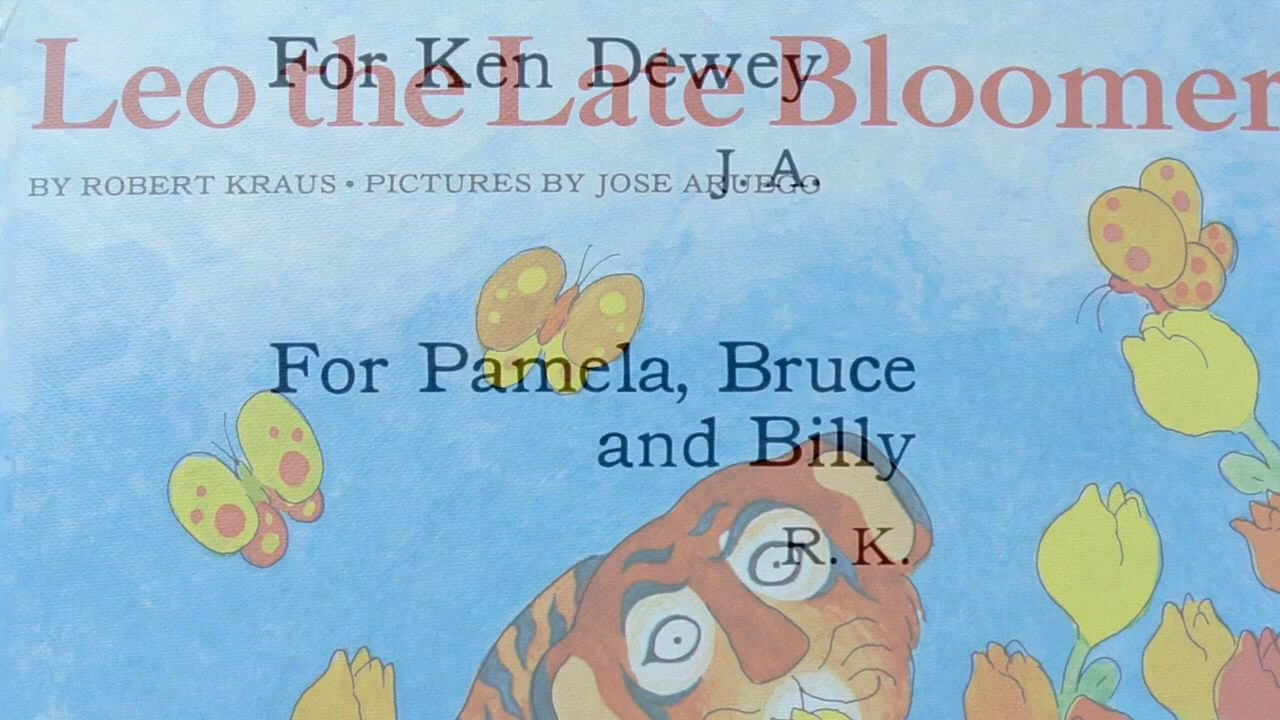 Leo the Late Bloomer
BY ROBERT KRAUS • PICTURES BY JOSE ARUEGO
For Ken Dewey
J. A.
For Pamela, Bruce
and Billy
R. K.